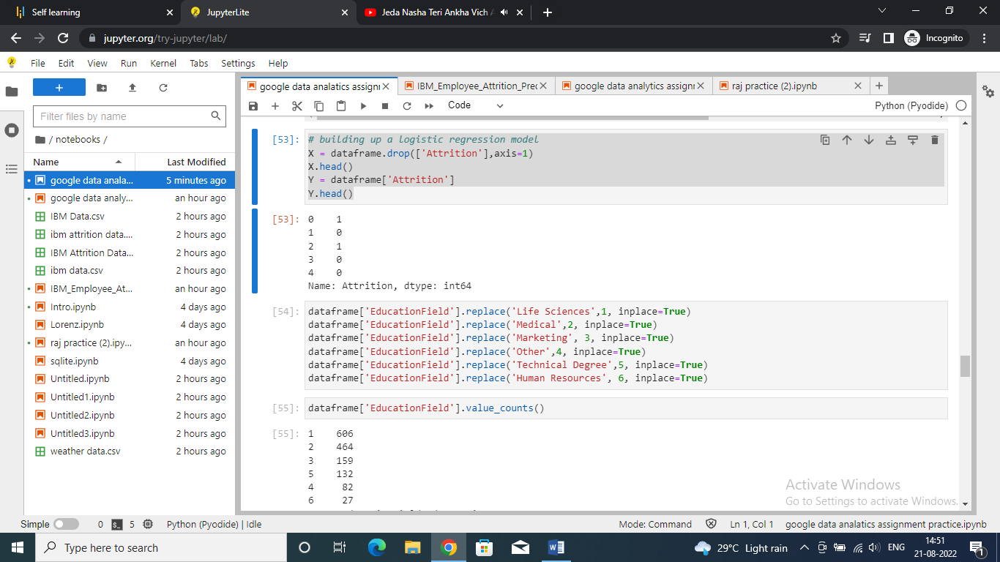 Self learning
JupyterLite
Jeda Nasha Teri Ankha Vich
jupyter.org/try-jupyter/lab/
Incognito
File Edit View Run Kernel Tabs Settings Help
google data analatics assignr
IBM_Employee_Attrition_Prec
google data analytics assignr
raj practice (2).ipynb
Code
Python (Pyodide)
Filter files by name
/ notebooks /
Name Last Modified
google data anala... 5 minutes ago
google data analy... an hour ago
IBM Data.csv 2 hours ago
ibm attrition data.... 2 hours ago
IBM Attrition Data... 2 hours ago
ibm data.csv 2 hours ago
IBM_Employee_At... an hour ago
Intro.ipynb 4 days ago
Lorenz.ipynb 4 days ago
raj practice (2).ipy... an hour ago
sqlite.ipynb 4 days ago
Untitled.ipynb 2 hours ago
Untitled1.ipynb 2 hours ago
Untitled2.ipynb 2 hours ago
Untitled3.ipynb 2 hours ago
weather data.csv 2 hours ago
[53]: # building up a logistic regression model
X = dataframe.drop(['Attrition'],axis=1)
X.head()
Y = dataframe['Attrition']
Y.head()
[53]: 0 1
1 0
2 1
3 0
4 0
Name: Attrition, dtype: int64
[54]: dataframe['EducationField'].replace('Life Sciences',1, inplace=True)
dataframe['EducationField'].replace('Medical',2, inplace=True)
dataframe['EducationField'].replace('Marketing', 3, inplace=True)
dataframe['EducationField'].replace('Other',4, inplace=True)
dataframe['EducationField'].replace('Technical Degree',5, inplace=True)
dataframe['EducationField'].replace('Human Resources', 6, inplace=True)
[55]: dataframe['EducationField'].value_counts()
[55]: 1 606
2 464
3 159
5 132
4 82
6 27
Activate Windows
Go to Settings to activate Windows.
Simple 0 $_ 5 Python (Pyodide) | Idle
Mode: Command Ln 1, Col 1 google data analatics assignment practice.ipynb
Type here to search
29°C Light rain
ENG
14:51
21-08-2022
1